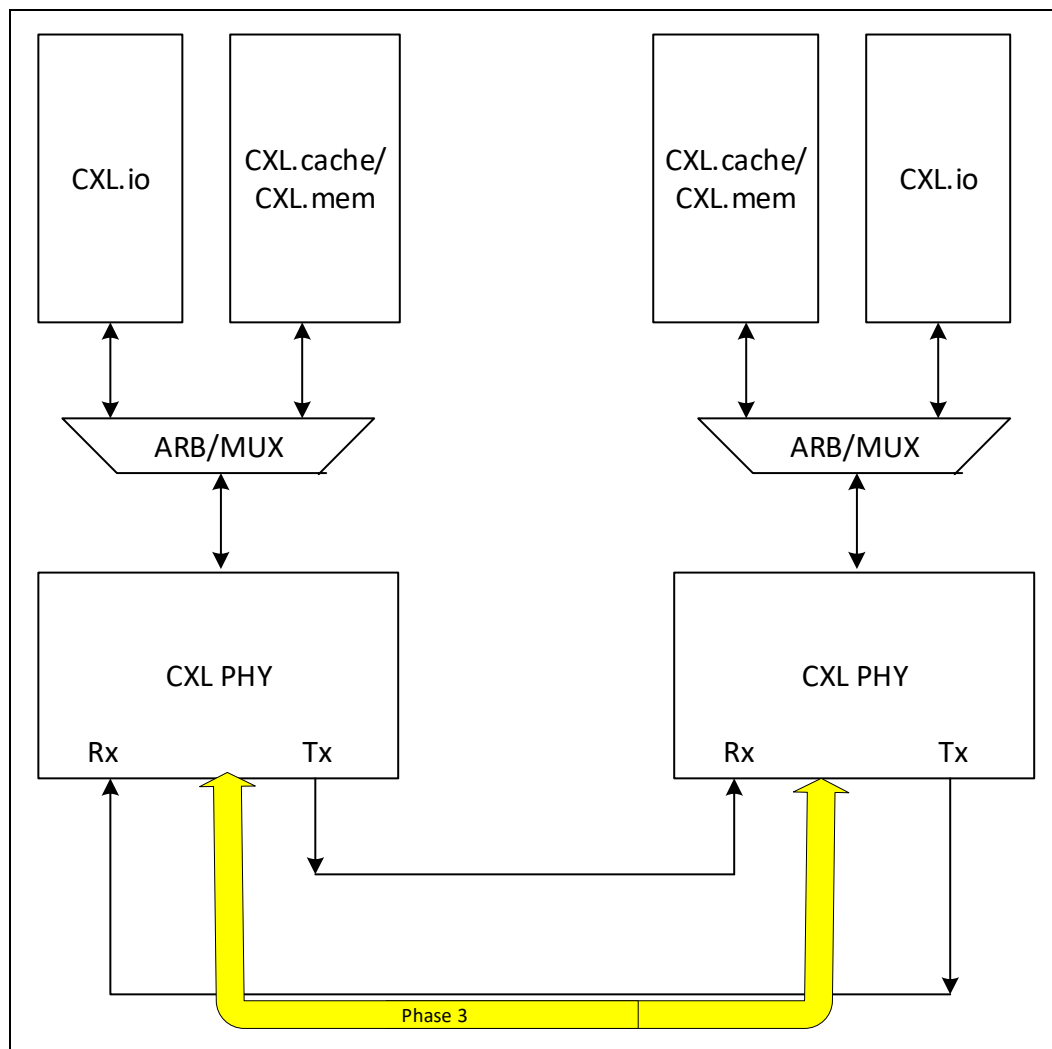 CXL.io
CXL.cache/
CXL.mem
CXL.cache/
CXL.mem
CXL.io
ARB/MUX
ARB/MUX
CXL PHY
CXL PHY
Rx
Tx
Rx
Tx
Phase 3